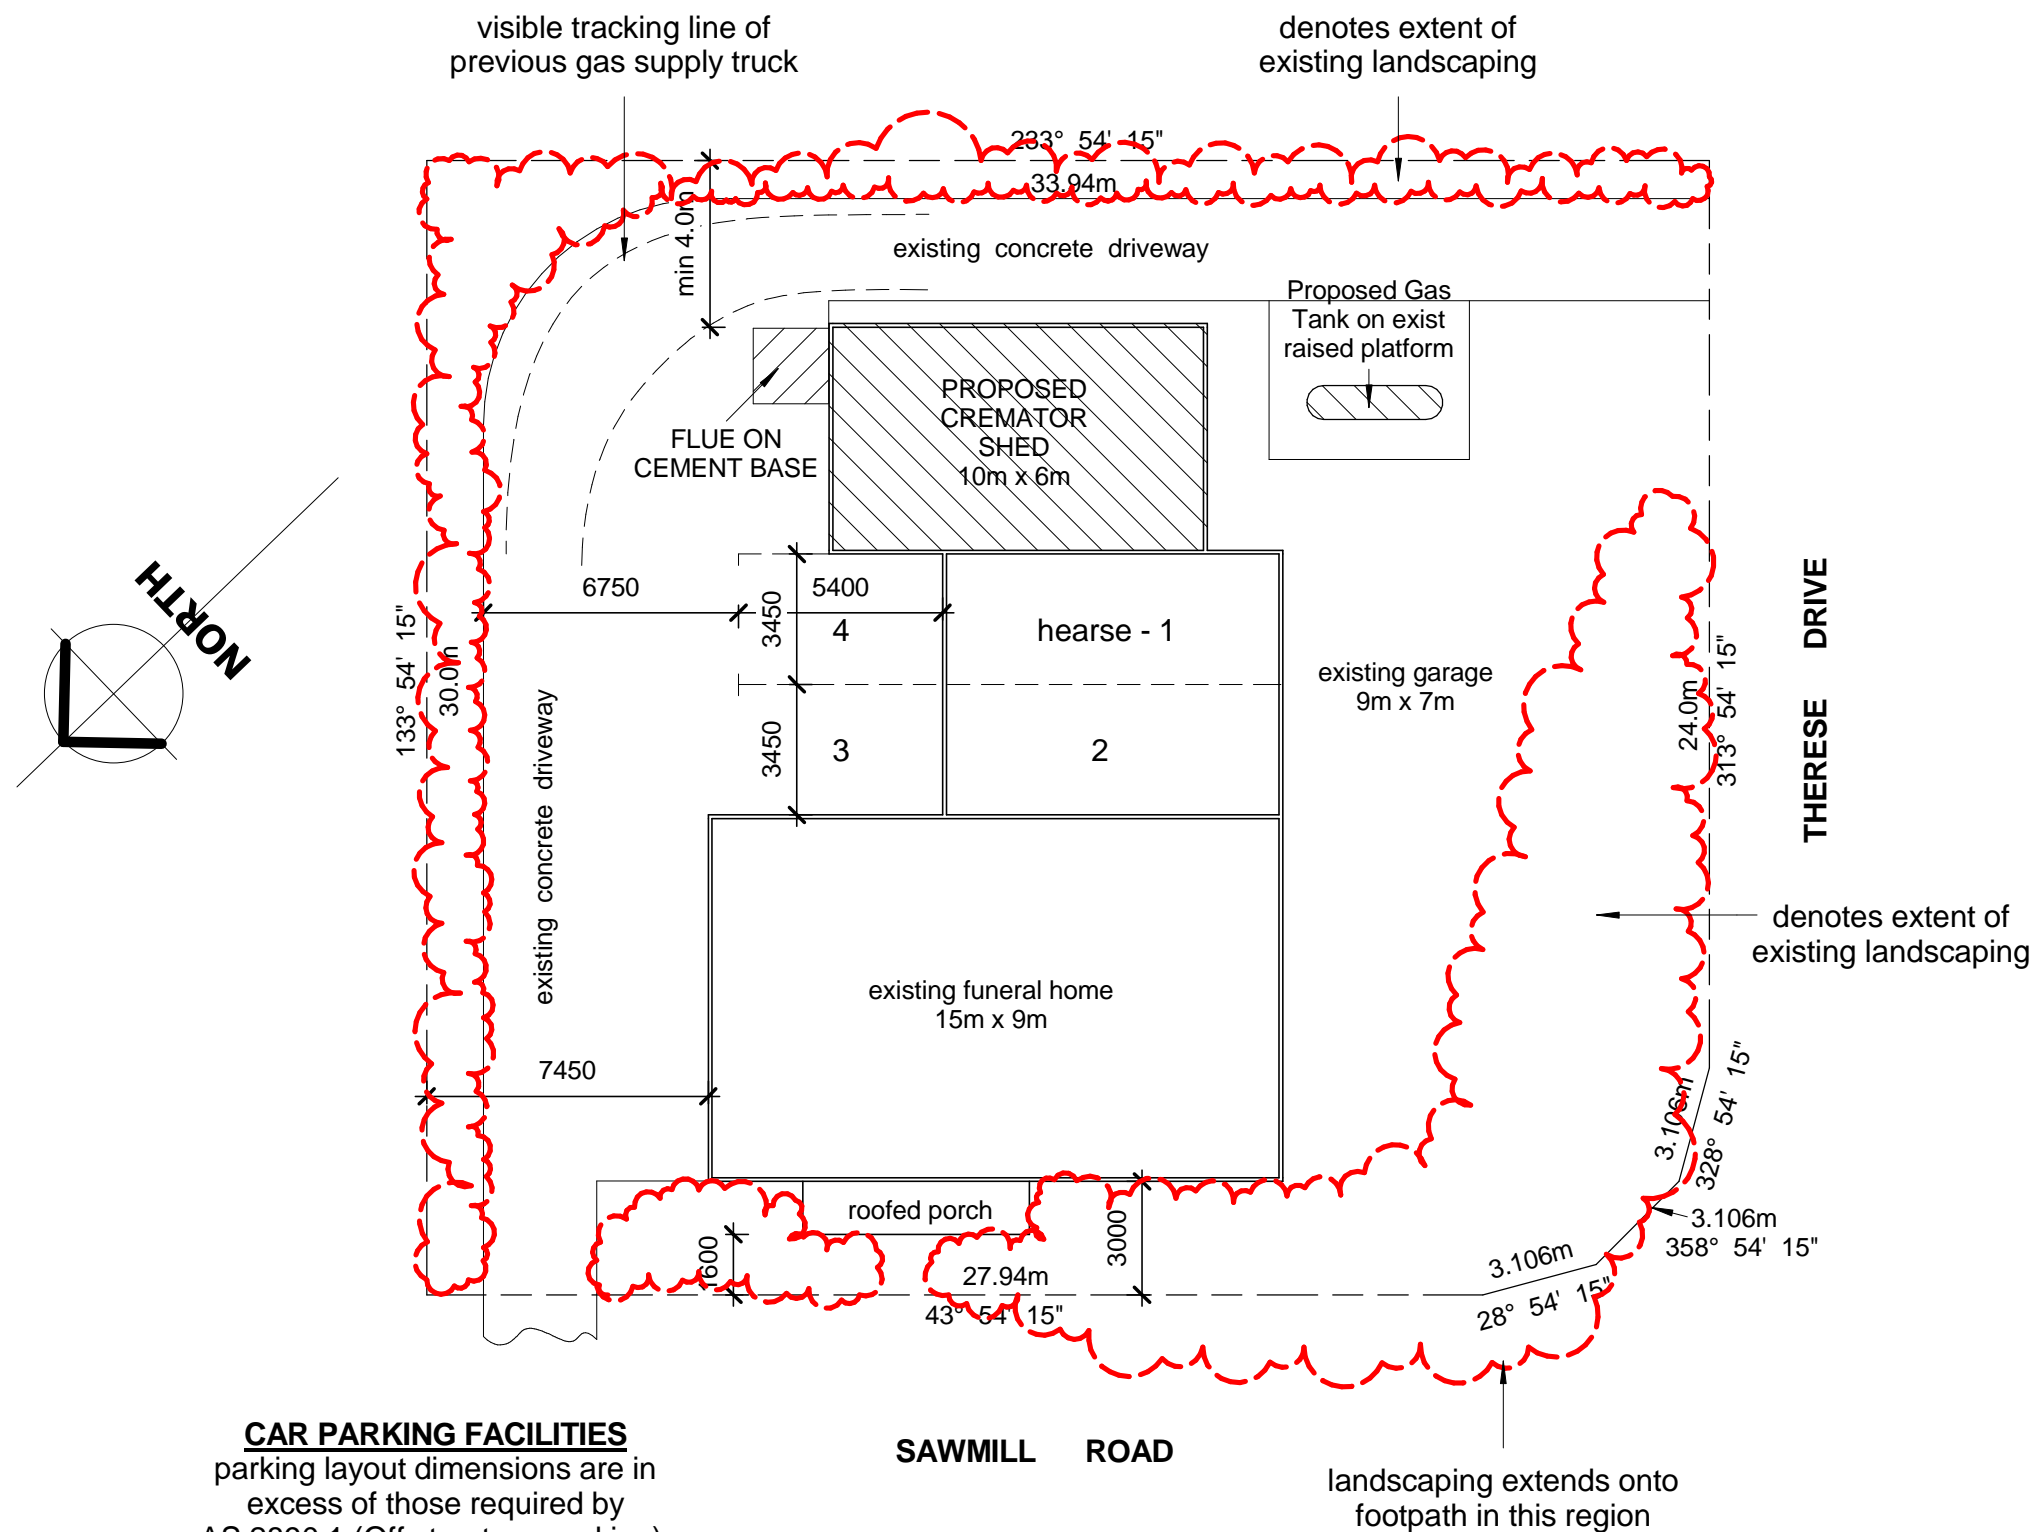 visible tracking line of
previous gas supply truck
denotes extent of
existing landscaping
233° 54' 15"
33.94m
min 4.0m
existing concrete driveway
Proposed Gas
Tank on exist
raised platform
PROPOSED
CREMATOR
SHED
10m x 6m
FLUE ON
CEMENT BASE
NORTH
6750
5400
3450
4
hearse - 1
133° 54' 15"
30.0m
existing garage
9m x 7m
24.0m
313° 54' 15"
THERESE DRIVE
3450
3
2
existing concrete driveway
denotes extent of
existing landscaping
existing funeral home
15m x 9m
7450
3.106m
328° 54' 15"
roofed porch
1600
3000
3.106m
358° 54' 15"
27.94m
43° 54' 15"
3.106m
28° 54' 15"
CAR PARKING FACILITIES
parking layout dimensions are in
excess of those required by
SAWMILL ROAD
landscaping extends onto
footpath in this region